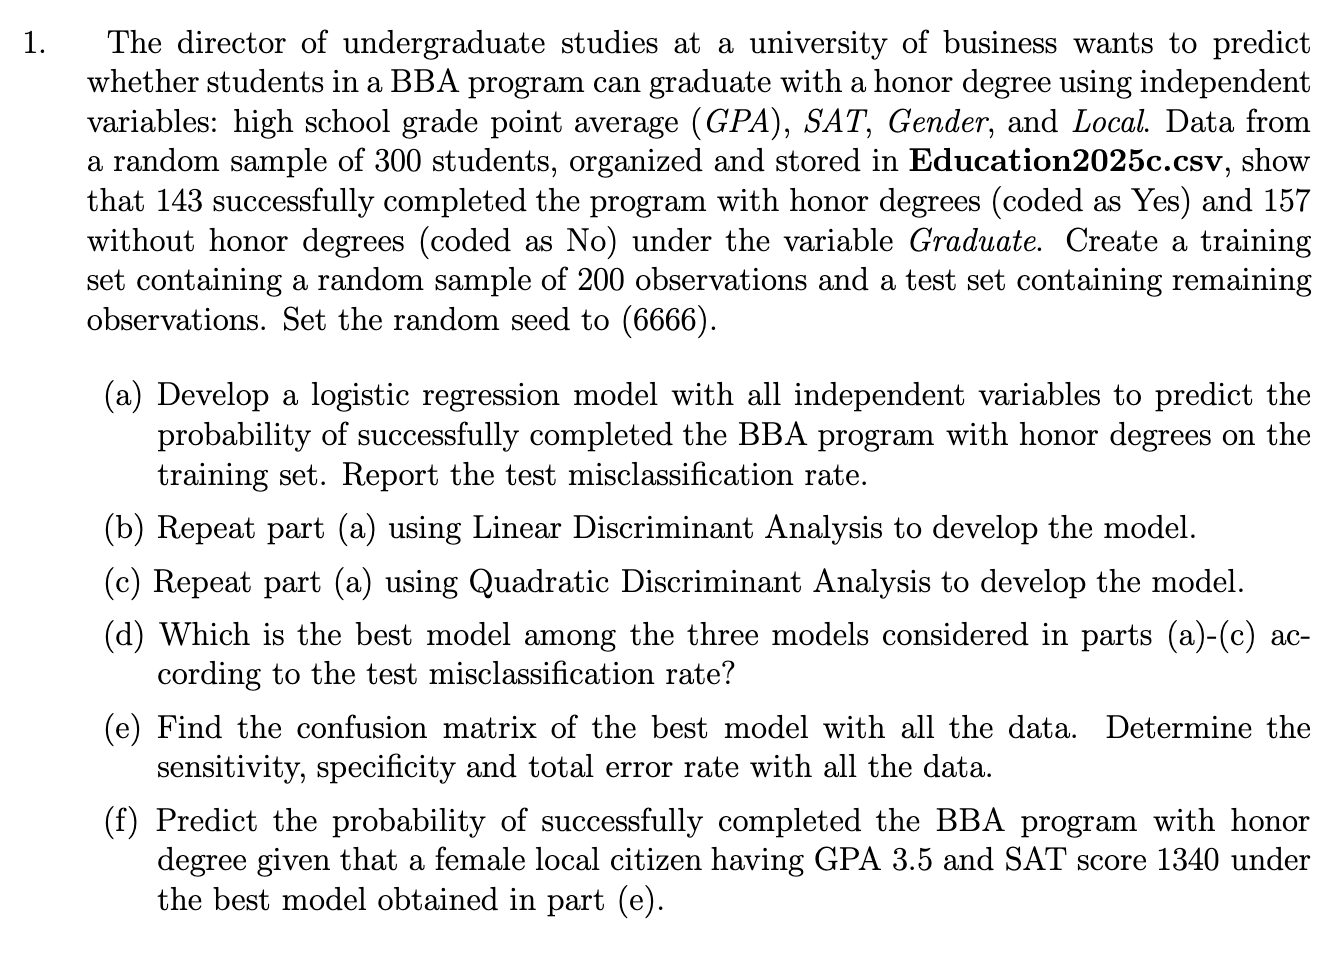 1. The director of undergraduate studies at a university of business wants to predict
whether students in a BBA program can graduate with a honor degree using independent
variables: high school grade point average (GPA), SAT, Gender, and Local. Data from
a random sample of 300 students, organized and stored in Education2025c.csv, show
that 143 successfully completed the program with honor degrees (coded as Yes) and 157
without honor degrees (coded as No) under the variable Graduate. Create a training
set containing a random sample of 200 observations and a test set containing remaining
observations. Set the random seed to (6666).
(a) Develop a logistic regression model with all independent variables to predict the
probability of successfully completed the BBA program with honor degrees on the
training set. Report the test misclassification rate.
(b) Repeat part (a) using Linear Discriminant Analysis to develop the model.
(c) Repeat part (a) using Quadratic Discriminant Analysis to develop the model.
(d) Which is the best model among the three models considered in parts (a)-(c) ac-
cording to the test misclassification rate?
(e) Find the confusion matrix of the best model with all the data. Determine the
sensitivity, specificity and total error rate with all the data.
(f) Predict the probability of successfully completed the BBA program with honor
degree given that a female local citizen having GPA 3.5 and SAT score 1340 under
the best model obtained in part (e).